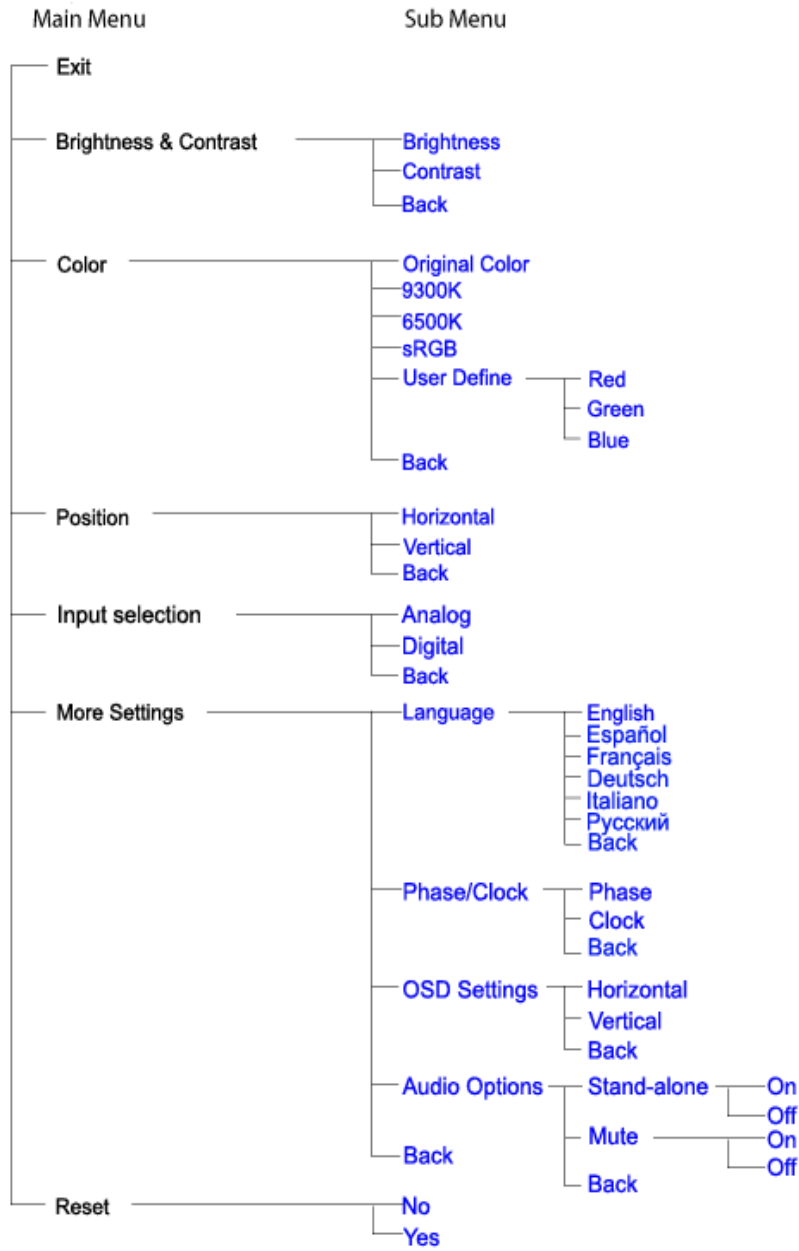 Main Menu Sub Menu
Exit
Brightness & Contrast Brightness
Contrast
Back
Color Original Color
9300K
6500K
sRGB
User Define Red
Green
Blue
Back
Position Horizontal
Vertical
Back
Input selection Analog
Digital
Back
More Settings Language English
Español
Français
Deutsch
Italiano
Русский
Back
Phase/Clock Phase
Clock
Back
OSD Settings Horizontal
Vertical
Back
Audio Options Stand-alone On
Off
Mute On
Off
Back
Back
Reset No
Yes